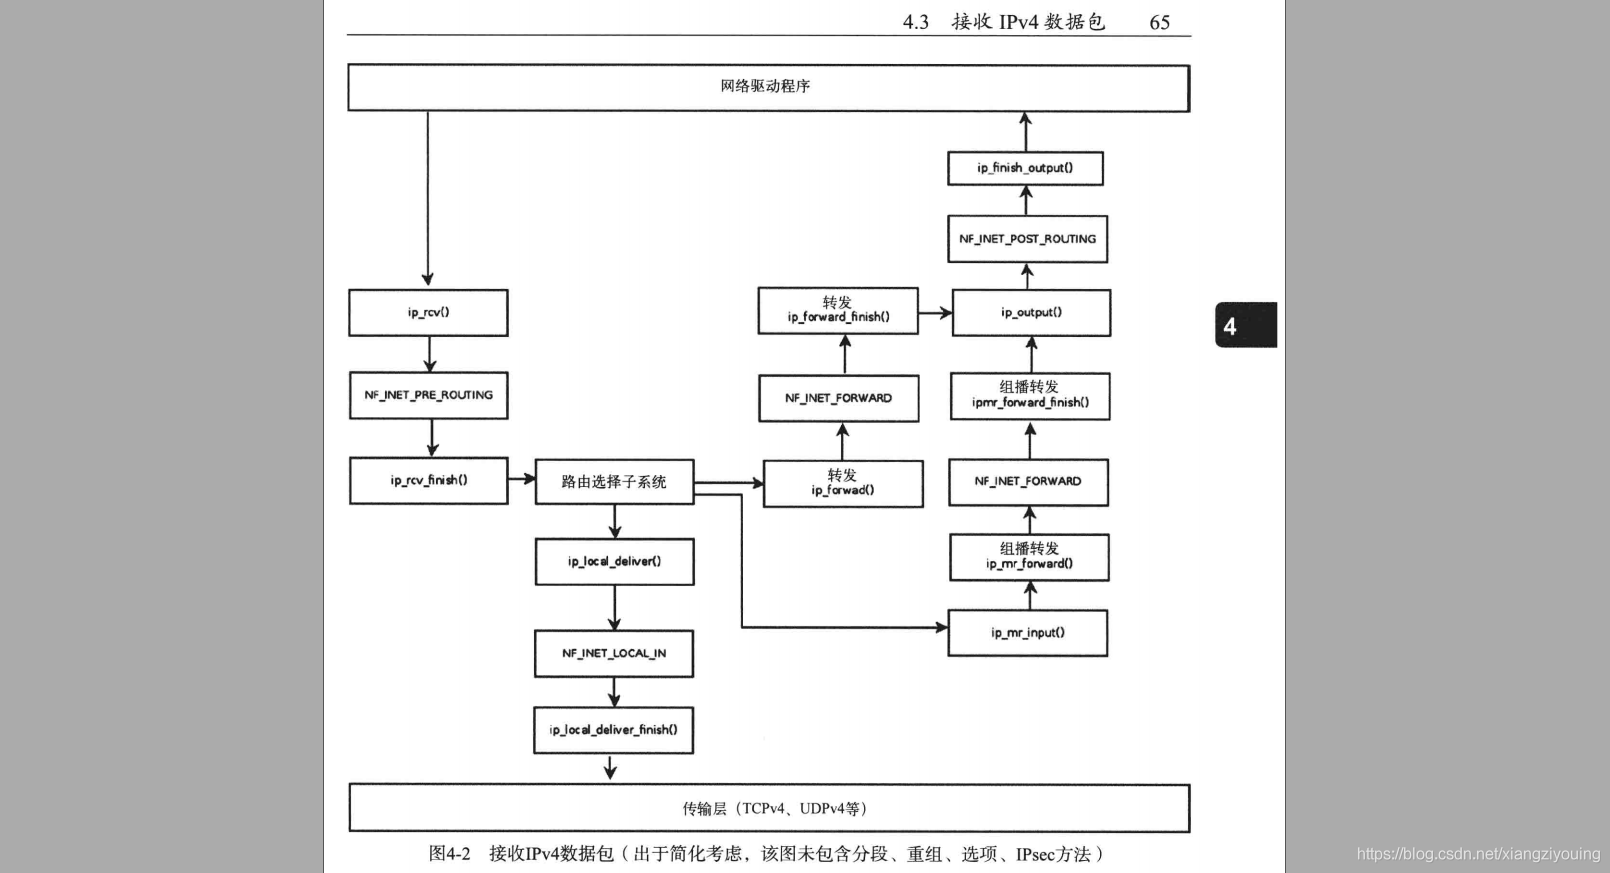 4.3 接收 IPv4 数据包 65
网络驱动程序
ip_finish_output()
NF_INET_POST_ROUTING
ip_rcv()
转发
ip_forward_finish()
ip_output()
NF_INET_PRE_ROUTING
NF_INET_FORWARD
组播转发
ipmr_forward_finish()
ip_rcv_finish()
路由选择子系统
转发
ip_forwad()
NF_INET_FORWARD
ip_local_deliver()
组播转发
ip_mr_forward()
NF_INET_LOCAL_IN
ip_mr_input()
ip_local_deliver_finish()
传输层（TCPv4、UDPv4等）
图4-2 接收IPv4数据包（出于简化考虑，该图未包含分段、重组、选项、IPsec方法）
4
https://blog.csdn.net/xiangziyouing